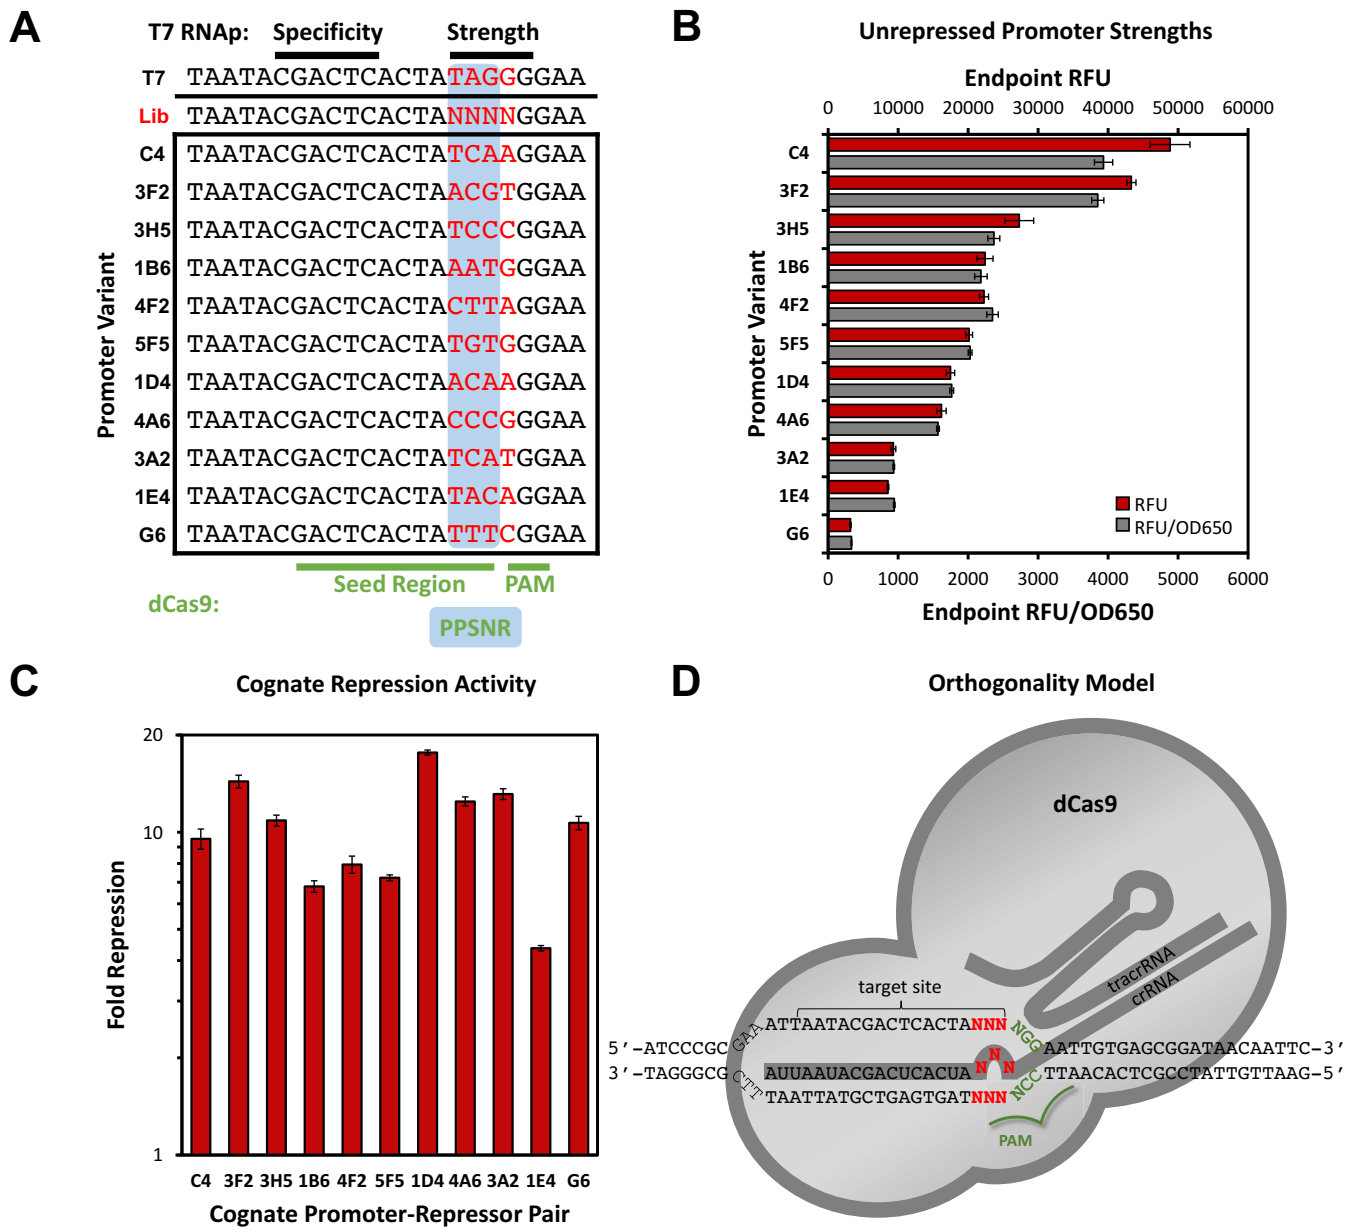 A
T7 RNAp: Specificity Strength
T7 TAATACGACTCACTATAGGGGAA
Lib TAATACGACTCACTANNNNGGAA
C4 TAATACGACTCACTATCAAGGAA
3F2 TAATACGACTCACTAACGTGGAA
3H5 TAATACGACTCACTATCCCGGAA
1B6 TAATACGACTCACTAAATGGGAA
4F2 TAATACGACTCACTACTTAGGAA
5F5 TAATACGACTCACTATGTGGGAA
1D4 TAATACGACTCACTAACAAGGAA
4A6 TAATACGACTCACTACCCGGGAA
3A2 TAATACGACTCACTATCATGGAA
1E4 TAATACGACTCACTATACAGGAA
G6 TAATACGACTCACTATTTCGGAA
Promoter Variant
Seed Region PAM
dCas9:
PPSNR
B
Unrepressed Promoter Strengths
Endpoint RFU
0 10000 20000 30000 40000 50000 60000
C4
3F2
3H5
1B6
4F2
5F5
1D4
4A6
3A2
1E4
G6
Promoter Variant
RFU
RFU/OD650
0 1000 2000 3000 4000 5000 6000
Endpoint RFU/OD650
C
Cognate Repression Activity
20
10
1
Fold Repression
C4 3F2 3H5 1B6 4F2 5F5 1D4 4A6 3A2 1E4 G6
Cognate Promoter-Repressor Pair
D
Orthogonality Model
dCas9
tracrRNA
crRNA
target site
5′-ATCCCGC GAA ATTAATACGACTCACTANNN NGG AATTGTGAGCGGATAACAATTC-3′
AUUAAUACGACUCACUA NNN
3′-TAGGGCG CTT TAATTATGCTGAGTGATNNN NCC TTAACACTCGCCTATTGTTAAG-5′
PAM